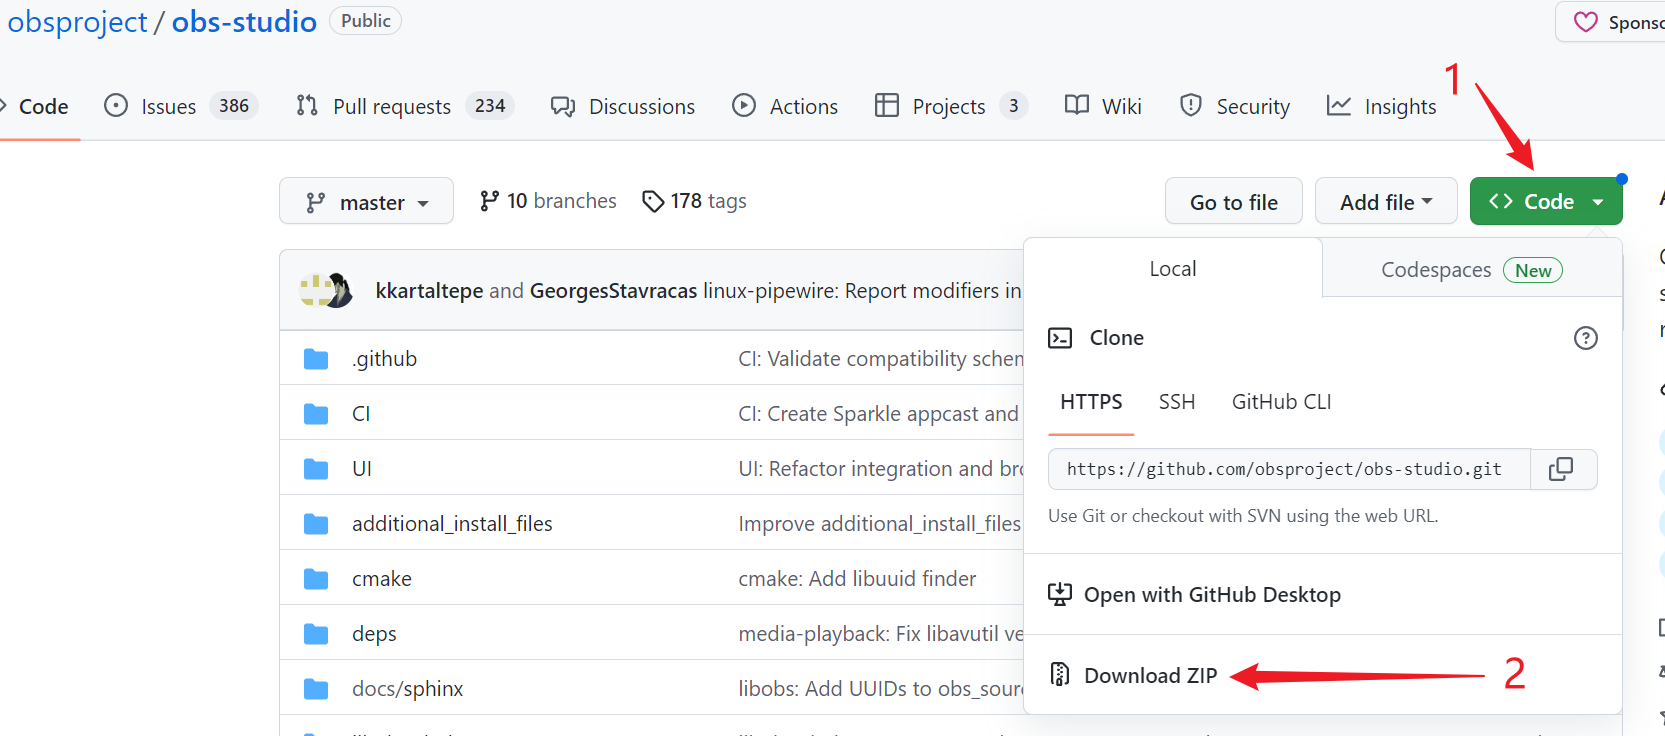 obsproject / obs-studio Public
Sponso
Code Issues 386 Pull requests 234 Discussions Actions Projects 3 Wiki Security Insights
1
master 10 branches 178 tags Go to file Add file <> Code
Local Codespaces New
kkartaltepe and GeorgesStavracas linux-pipewire: Report modifiers in
Clone
.github CI: Validate compatibility schem
HTTPS SSH GitHub CLI
CI CI: Create Sparkle appcast and
UI UI: Refactor integration and bro
https://github.com/obsproject/obs-studio.git
Use Git or checkout with SVN using the web URL.
additional_install_files Improve additional_install_files
cmake cmake: Add libuuid finder
Open with GitHub Desktop
deps media-playback: Fix libavutil ve
Download ZIP 2
docs/sphinx libobs: Add UUIDs to obs_sourc